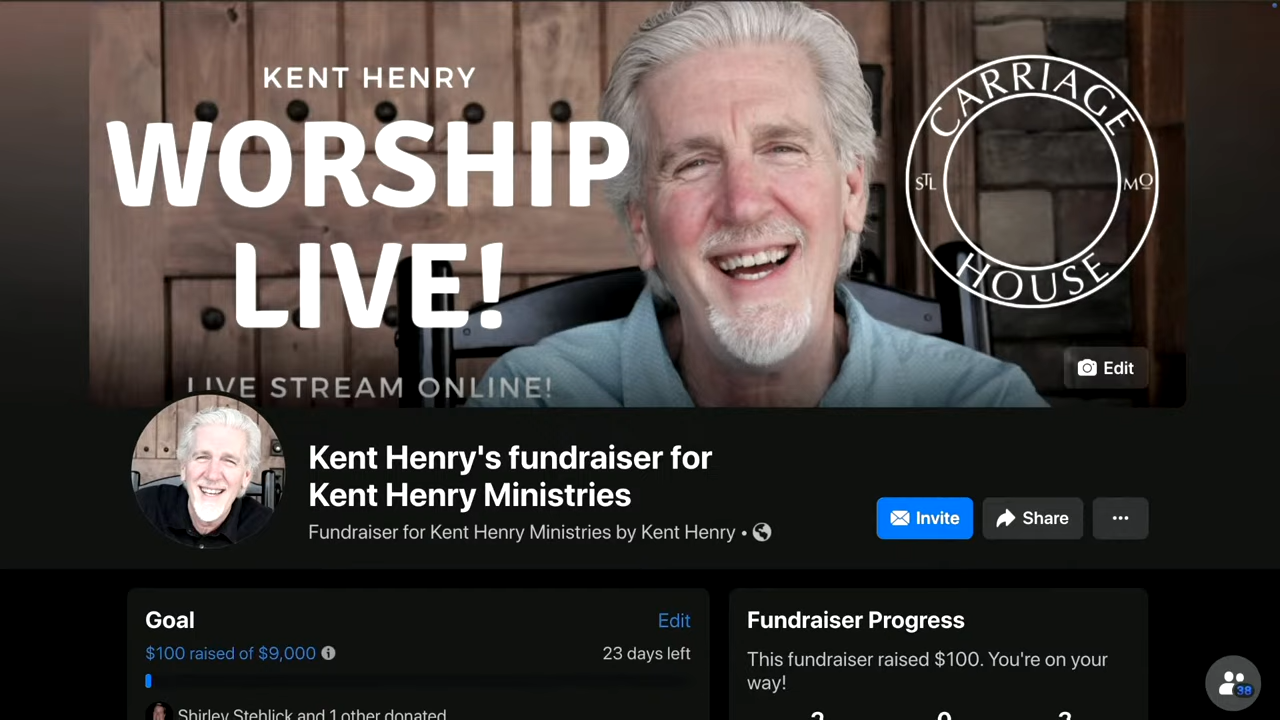 KENT HENRY
WORSHIP
LIVE!
LIVE STREAM ONLINE!
CARRIAGE
STL
MO
HOUSE
Edit
Kent Henry's fundraiser for
Kent Henry Ministries
Fundraiser for Kent Henry Ministries by Kent Henry •
Invite
Share
...
Goal
Edit
$100 raised of $9,000
23 days left
Shirley Stehlick and 1 other donated
Fundraiser Progress
This fundraiser raised $100. You're on your
way!
38